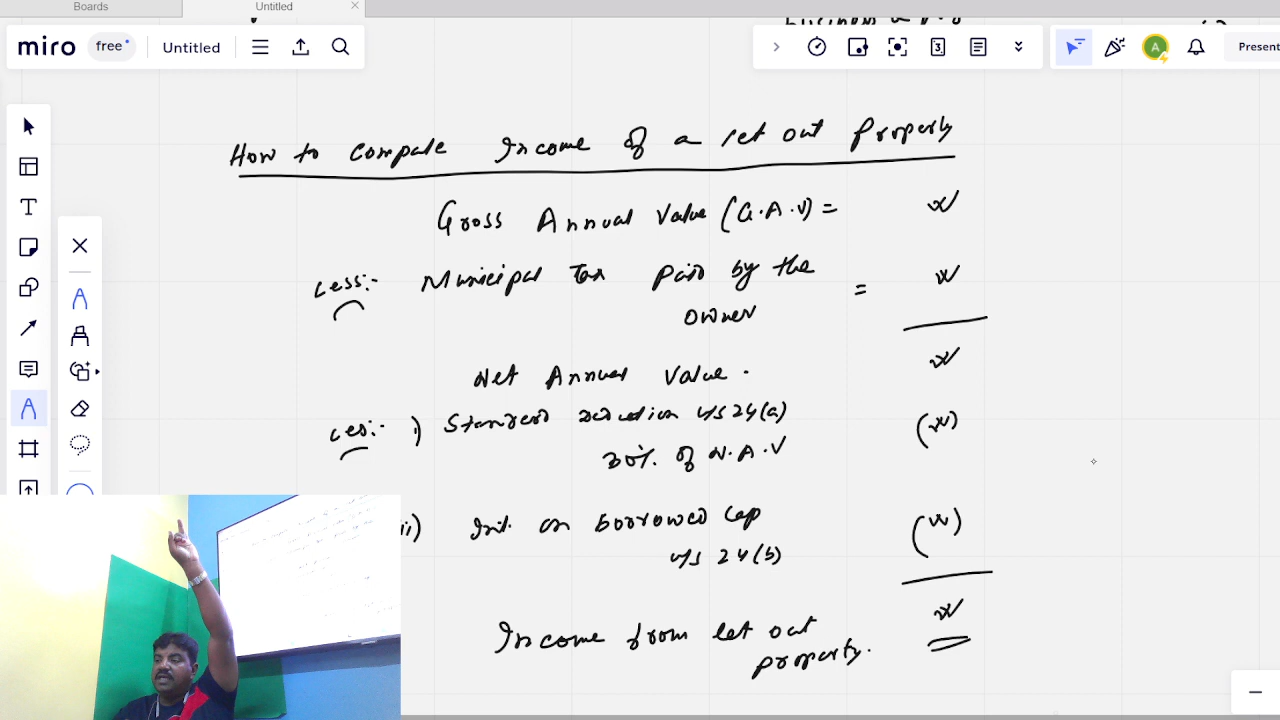 Boards
Untitled
miro free Untitled
3
A
Present
How to compute Income of a let out property
Gross Annual Value (G.A.V) =
Less:- Municipal Tax paid by the
owner =
Net Annual Value.
Less:- i) Standard Deduction u/s 24(a)
30% of N.A.V
ii) Int. on borrowed cap
u/s 24(b)
Income from let out
property.